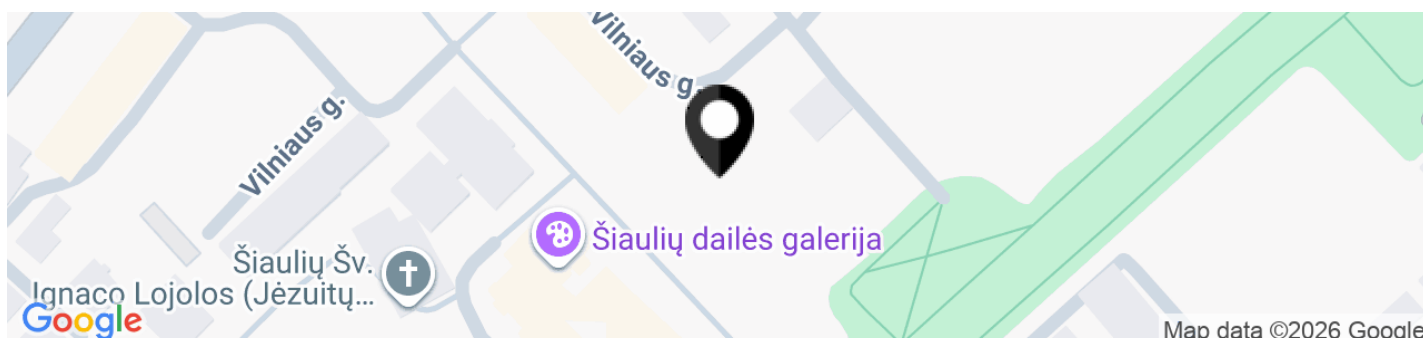 Vilniaus g.
Vilniaus g.
Šiaulių dailės galerija
Šiaulių Šv.
Ignaco Lojolos (Jėzuitų...
Google
Map data ©2026 Google